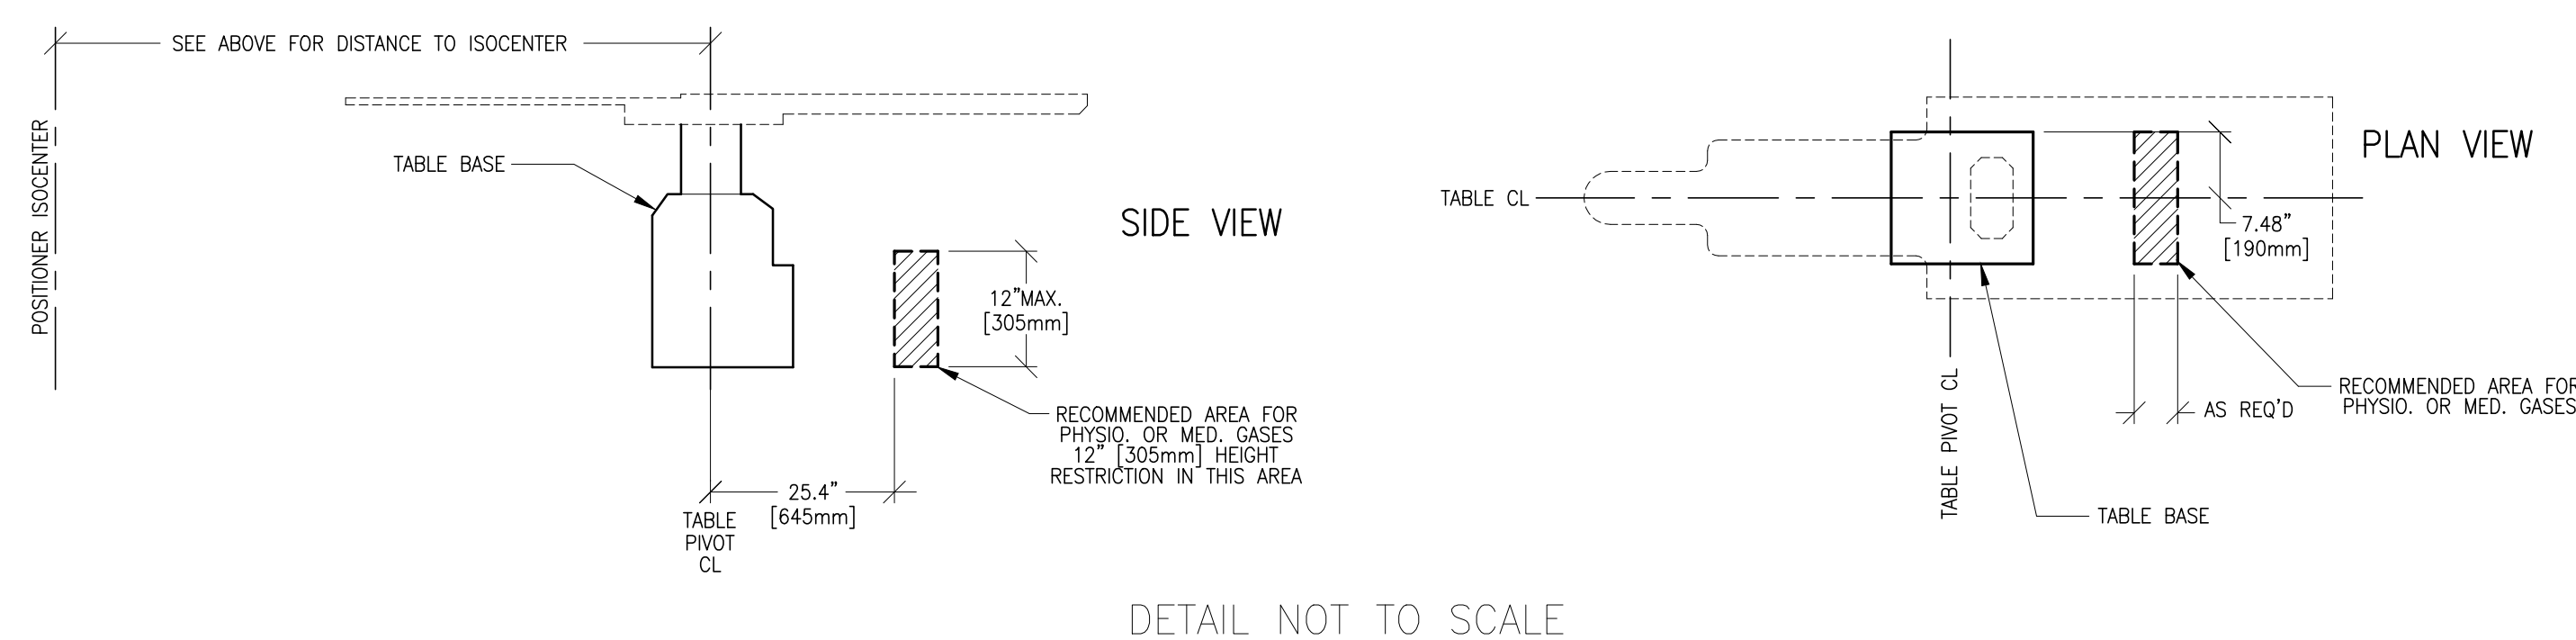 SEE ABOVE FOR DISTANCE TO ISOCENTER
POSITIONER ISOCENTER
TABLE BASE
SIDE VIEW
12”MAX.
[305mm]
RECOMMENDED AREA FOR
PHYSIO. OR MED. GASES
12” [305mm] HEIGHT
RESTRICTION IN THIS AREA
25.4”
[645mm]
TABLE
PIVOT
CL
PLAN VIEW
TABLE CL
7.48”
[190mm]
RECOMMENDED AREA FOR
PHYSIO. OR MED. GASES
AS REQ’D
TABLE PIVOT CL
TABLE BASE
DETAIL NOT TO SCALE